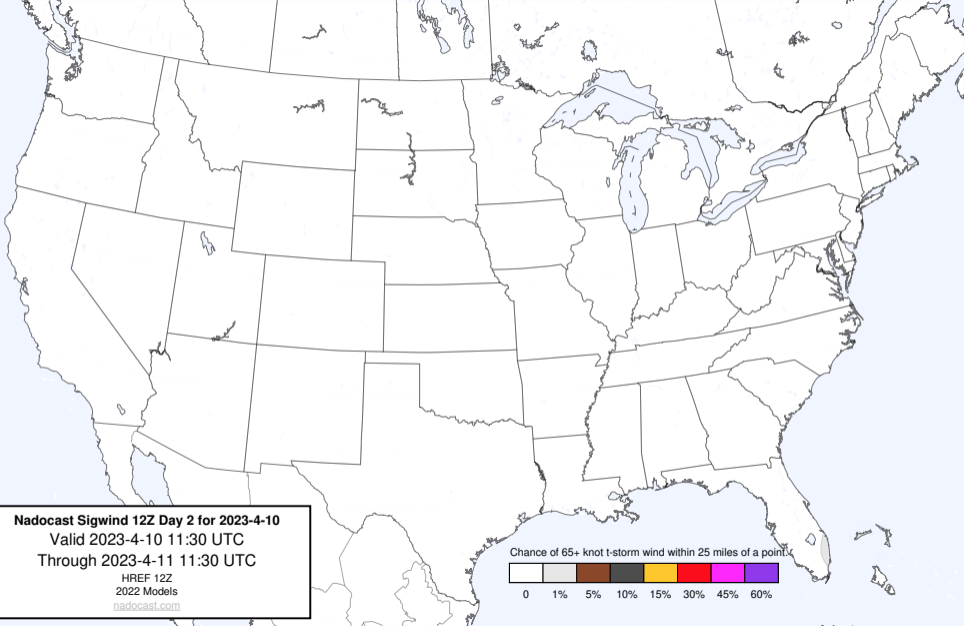 Nadocast Sigwind 12Z Day 2 for 2023-4-10
Valid 2023-4-10 11:30 UTC
Through 2023-4-11 11:30 UTC
HREF 12Z
2022 Models
nadocast.com
Chance of 65+ knot t-storm wind within 25 miles of a point.
0 1% 5% 10% 15% 30% 45% 60%